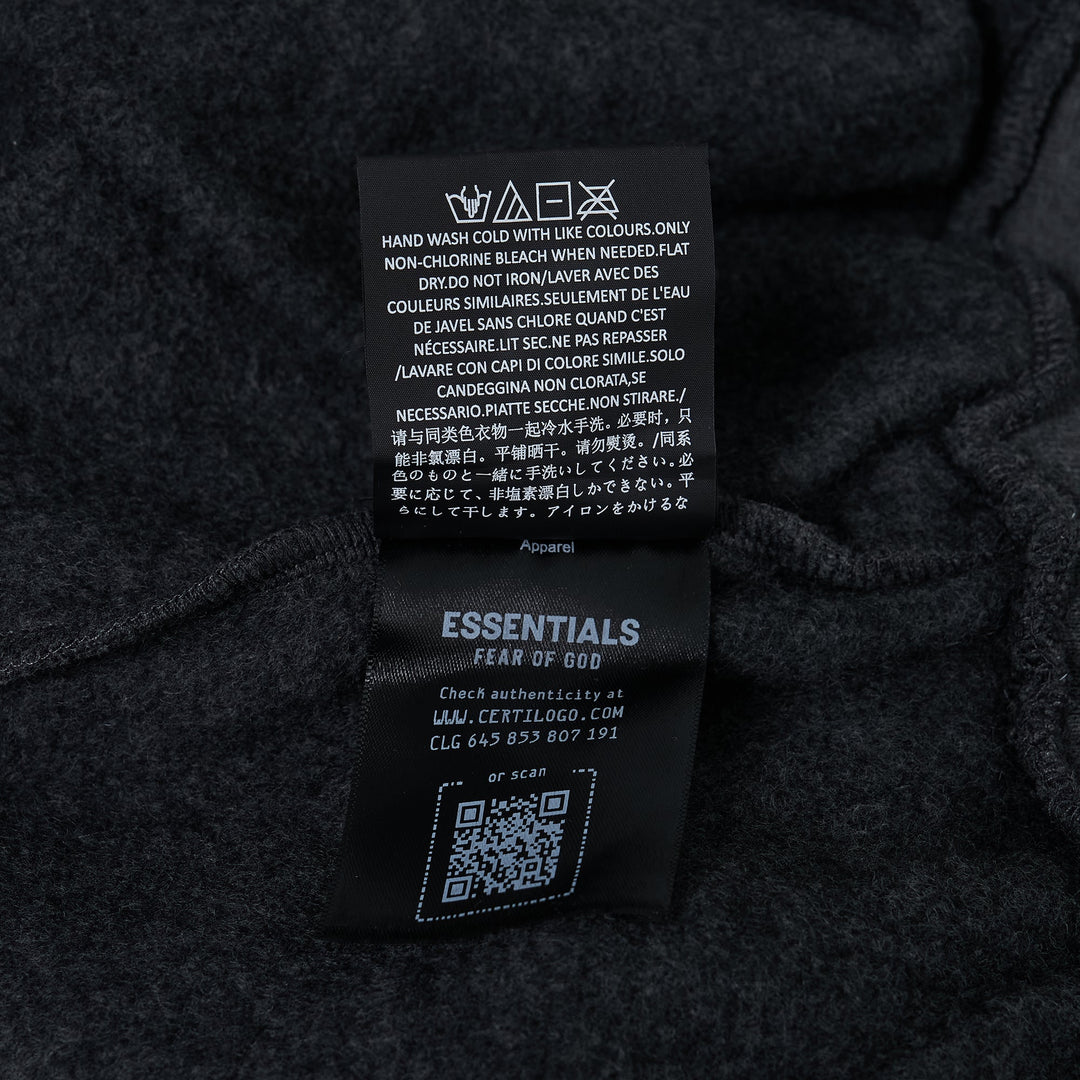 HAND WASH COLD WITH LIKE COLOURS.ONLY
NON-CHLORINE BLEACH WHEN NEEDED.FLAT
DRY.DO NOT IRON/LAVER AVEC DES
COULEURS SIMILAIRES.SEULEMENT DE L'EAU
DE JAVEL SANS CHLORE QUAND C'EST
NÉCESSAIRE.LIT SEC.NE PAS REPASSER
/LAVARE CON CAPI DI COLORE SIMILE.SOLO
CANDEGGINA NON CLORATA,SE
NECESSARIO.PIATTE SECCHE.NON STIRARE./
请与同类色衣物一起冷水手洗。必要时，只
能非氯漂白。平铺晒干。请勿熨烫。/同系
色のものと一緒に手洗いしてください。必
要に応じて、非塩素漂白しかできない。平
にして干します。アイロンをかけるな
Apparel
ESSENTIALS
FEAR OF GOD
Check authenticity at
WWW.CERTILOGO.COM
CLG 645 853 807 191
or scan